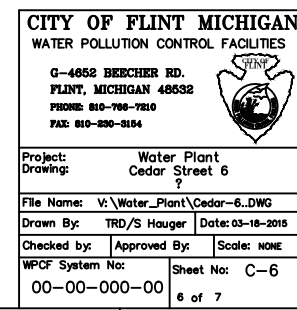 CITY OF FLINT MICHIGAN
WATER POLLUTION CONTROL FACILITIES
G-4652 BEECHER RD.
FLINT, MICHIGAN 48532
PHONE: 810-766-7210
FAX: 810-230-3154
CITY OF
FLINT
Project: Water Plant
Drawing: Cedar Street 6
?
File Name: V:\Water_Plant\Cedar-6..DWG
Drawn By: TRD/S Hauger Date: 03-18-2015
Checked by: Approved By: Scale: NONE
WPCF System No: Sheet No: C-6
00-00-000-00 6 of 7